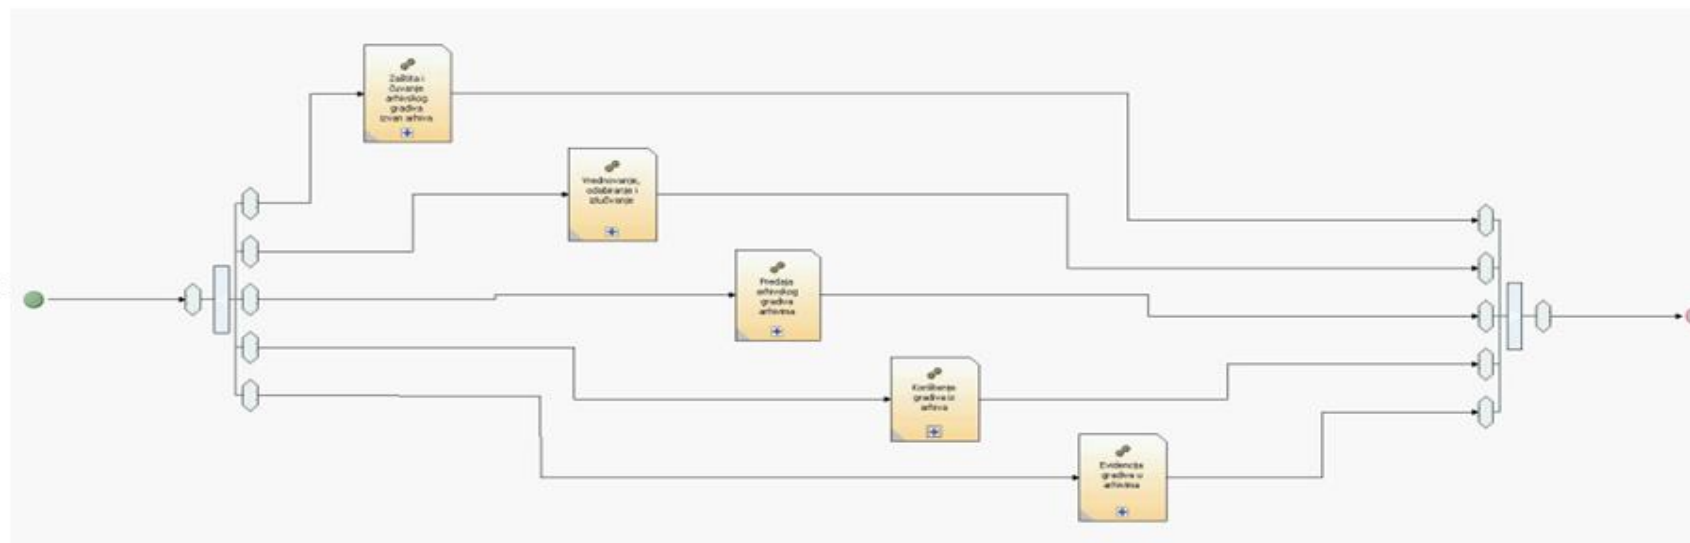 Zaštita i
čuvanje
arhivskog
gradiva
izvan arhiva
Vrednovanje,
odabiranje i
izlučivanje
Predaja
arhivskog
gradiva
arhivima
Korištenje
gradiva iz
arhiva
Evidencija
gradiva u
arhivima